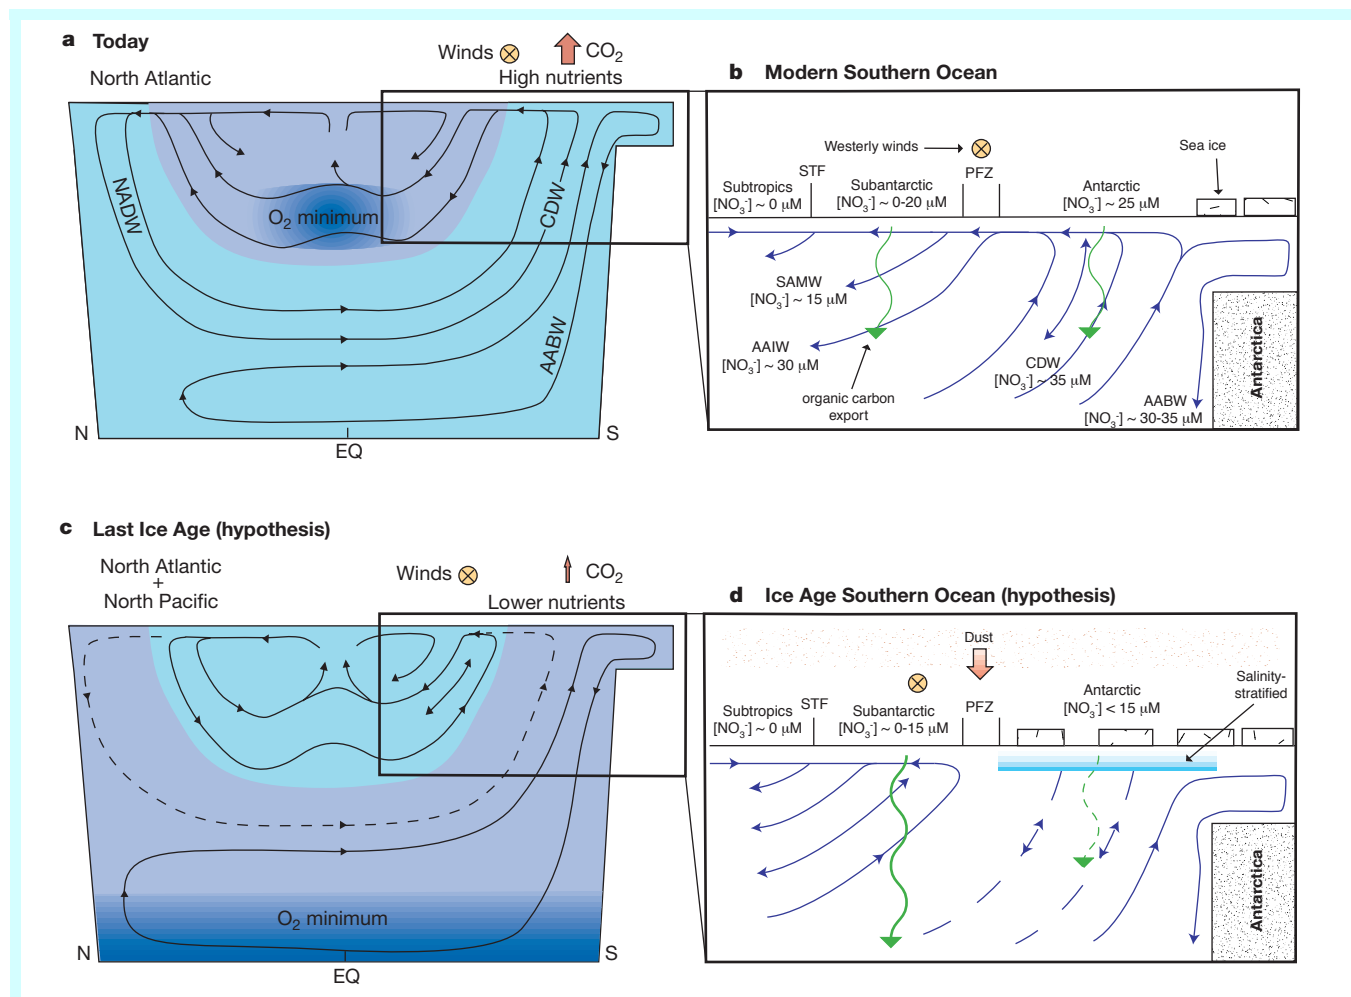 a Today
North Atlantic
Winds
CO₂
High nutrients
NADW
O₂ minimum
CDW
AABW
N
S
EQ
b Modern Southern Ocean
Westerly winds
Sea ice
STF
PFZ
Subtropics
[NO₃⁻] ~ 0 µM
Subantarctic
[NO₃⁻] ~ 0-20 µM
Antarctic
[NO₃⁻] ~ 25 µM
SAMW
[NO₃⁻] ~ 15 µM
AAIW
[NO₃⁻] ~ 30 µM
organic carbon
export
CDW
[NO₃⁻] ~ 35 µM
AABW
[NO₃⁻] ~ 30-35 µM
Antarctica
c Last Ice Age (hypothesis)
North Atlantic
+
North Pacific
Winds
CO₂
Lower nutrients
O₂ minimum
N
S
EQ
d Ice Age Southern Ocean (hypothesis)
Dust
Salinity-
stratified
STF
PFZ
Subtropics
[NO₃⁻] ~ 0 µM
Subantarctic
[NO₃⁻] ~ 0-15 µM
Antarctic
[NO₃⁻] < 15 µM
Antarctica